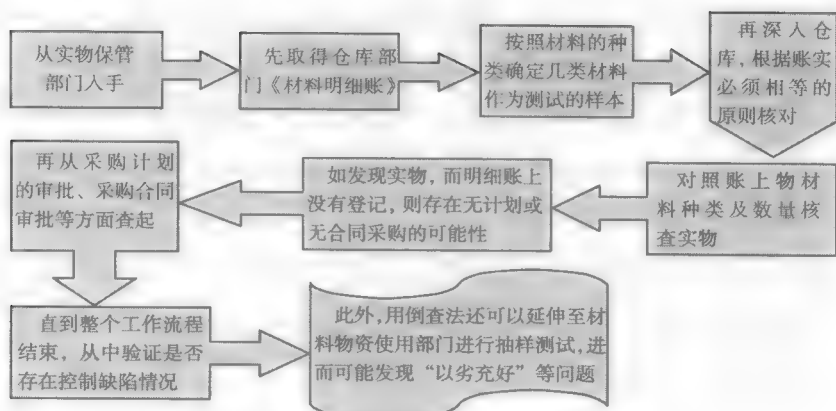 从实物保管
部门入手
先取得仓库部
门《材料明细账》
按照材料的种
类确定几类材料
作为测试的样本
再深入仓
库，根据账实
必须相等的
原则核对
对照账上物材
料种类及数量核
查实物
如发现实物，而明细账上
没有登记，则存在无计划或
无合同采购的可能性
再从采购计划
的审批、采购合同
审批等方面查起
直到整个工作流程
结束，从中验证是否
存在控制缺陷情况
此外，用倒查法还可以延伸至材
料物资使用部门进行抽样测试，进
而可能发现“以劣充好”等问题